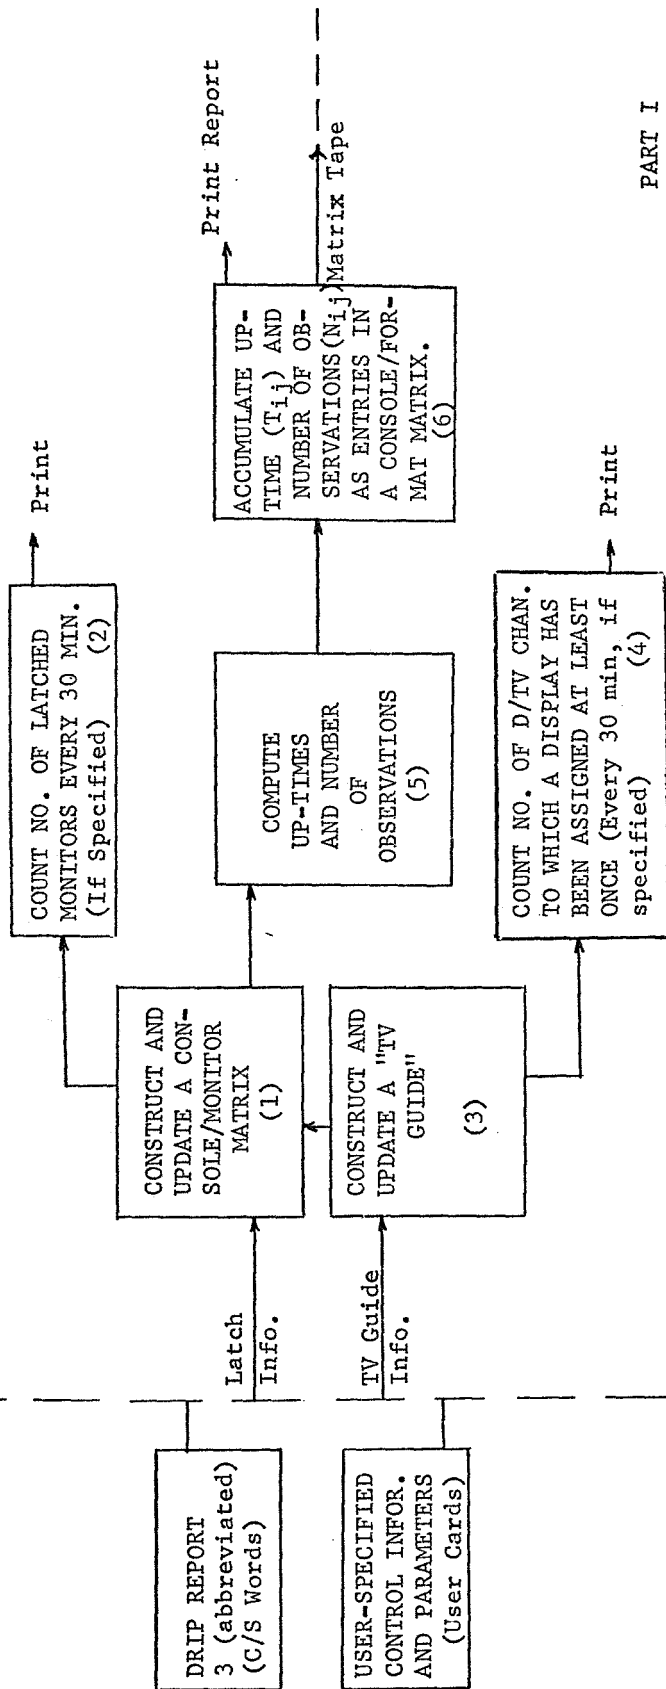 DRIP REPORT
3 (abbreviated)
(C/S Words)
USER-SPECIFIED
CONTROL INFOR.
AND PARAMETERS
(User Cards)
Latch
Info.
TV Guide
Info.
CONSTRUCT AND
UPDATE A CON-
SOLE/MONITOR
MATRIX
(1)
CONSTRUCT AND
UPDATE A "TV
GUIDE"
(3)
COUNT NO. OF LATCHED
MONITORS EVERY 30 MIN.
(If Specified) (2)
Print
COMPUTE
UP-TIMES
AND NUMBER
OF
OBSERVATIONS
(5)
COUNT NO. OF D/TV CHAN.
TO WHICH A DISPLAY HAS
BEEN ASSIGNED AT LEAST
ONCE (Every 30 min, if
specified) (4)
Print
ACCUMULATE UP-
TIME (Tij) AND
NUMBER OF OB-
SERVATIONS(Nij)
AS ENTRIES IN
A CONSOLE/FOR-
MAT MATRIX.
(6)
Print Report
Matrix Tape
PART I